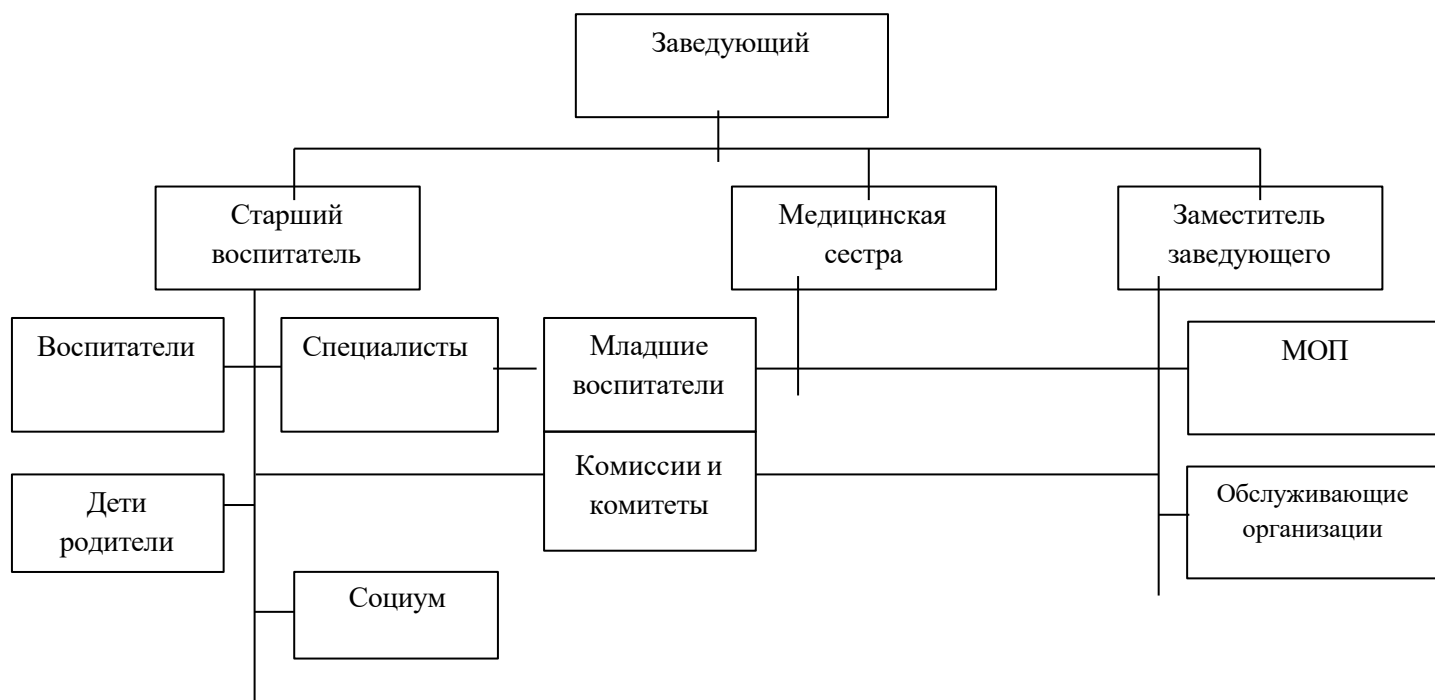 Заведующий
Старший
воспитатель
Медицинская
сестра
Заместитель
заведующего
Воспитатели
Специалисты
Младшие
воспитатели
МОП
Дети
родители
Комиссии и
комитеты
Обслуживающие
организации
Социум